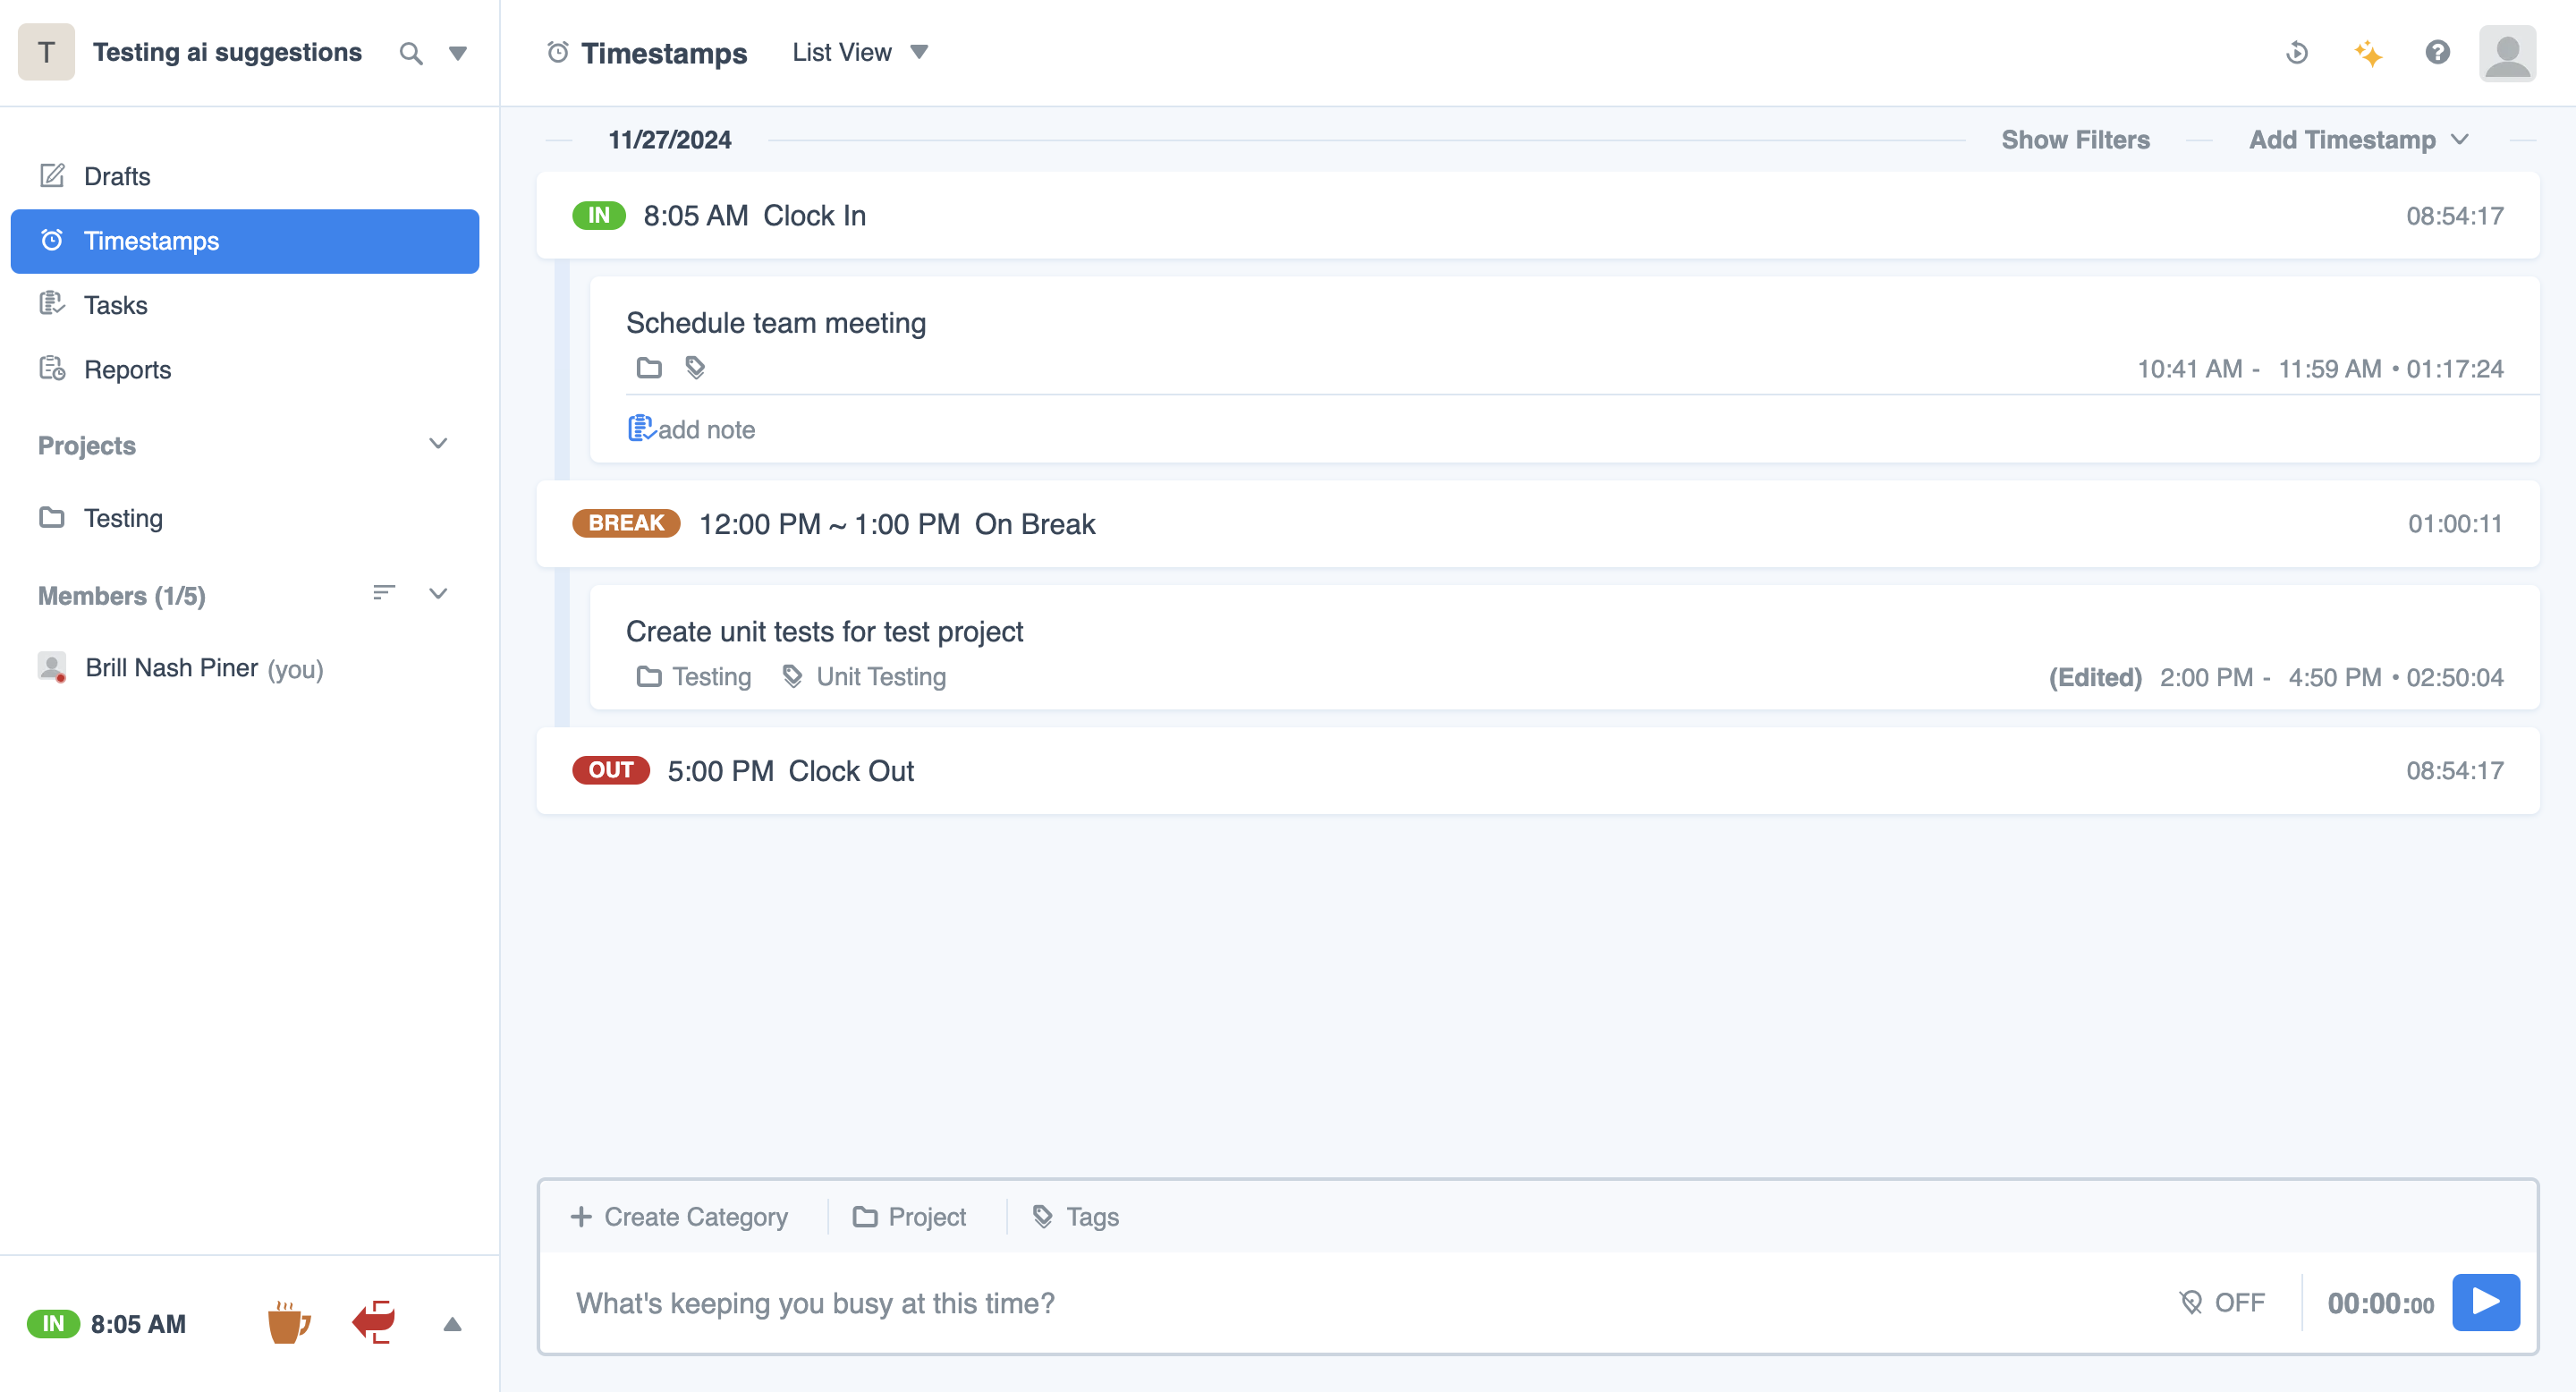 T Testing ai suggestions
Timestamps List View
Drafts
Timestamps
Tasks
Reports
Projects
Testing
Members (1/5)
Brill Nash Piner (you)
IN 8:05 AM
11/27/2024 Show Filters Add Timestamp
IN 8:05 AM Clock In 08:54:17
Schedule team meeting
10:41 AM - 11:59 AM • 01:17:24
add note
BREAK 12:00 PM ~ 1:00 PM On Break 01:00:11
Create unit tests for test project
Testing Unit Testing (Edited) 2:00 PM - 4:50 PM • 02:50:04
OUT 5:00 PM Clock Out 08:54:17
+ Create Category Project Tags
What's keeping you busy at this time? OFF 00:00:00